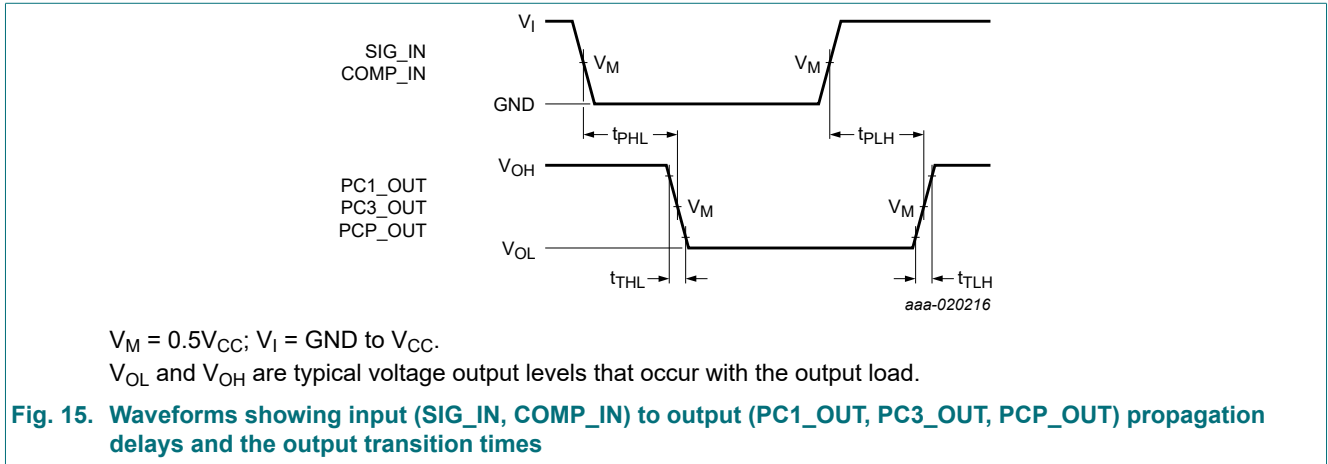 V_I
SIG_IN
COMP_IN
V_M
V_M
GND
t_PHL
t_PLH
V_OH
PC1_OUT
PC3_OUT
PCP_OUT
V_M
V_M
V_OL
t_THL
t_TLH
aaa-020216
V_M = 0.5V_CC; V_I = GND to V_CC.
V_OL and V_OH are typical voltage output levels that occur with the output load.
Fig. 15. Waveforms showing input (SIG_IN, COMP_IN) to output (PC1_OUT, PC3_OUT, PCP_OUT) propagation
delays and the output transition times